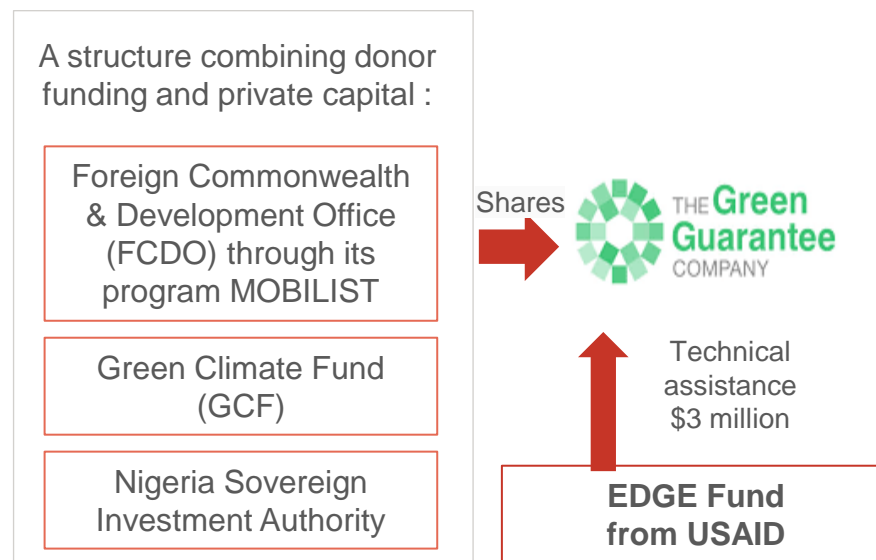 A structure combining donor
funding and private capital :
Foreign Commonwealth
& Development Office
(FCDO) through its
program MOBILIST
Green Climate Fund
(GCF)
Nigeria Sovereign
Investment Authority
Shares
THE Green
Guarantee
COMPANY
Technical
assistance
$3 million
EDGE Fund
from USAID